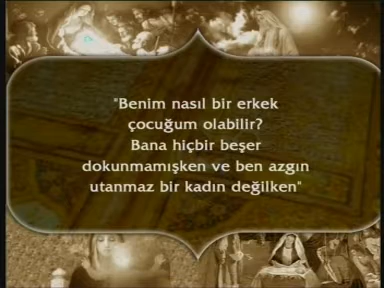 "Benim nasıl bir erkek
çocuğum olabilir?
Bana hiçbir beşer
dokunmamışken ve ben azgın
utanmaz bir kadın değilken"